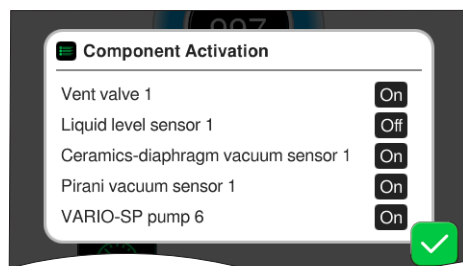 Component Activation
Vent valve 1 On
Liquid level sensor 1 Off
Ceramics-diaphragm vacuum sensor 1 On
Pirani vacuum sensor 1 On
VARIO-SP pump 6 On